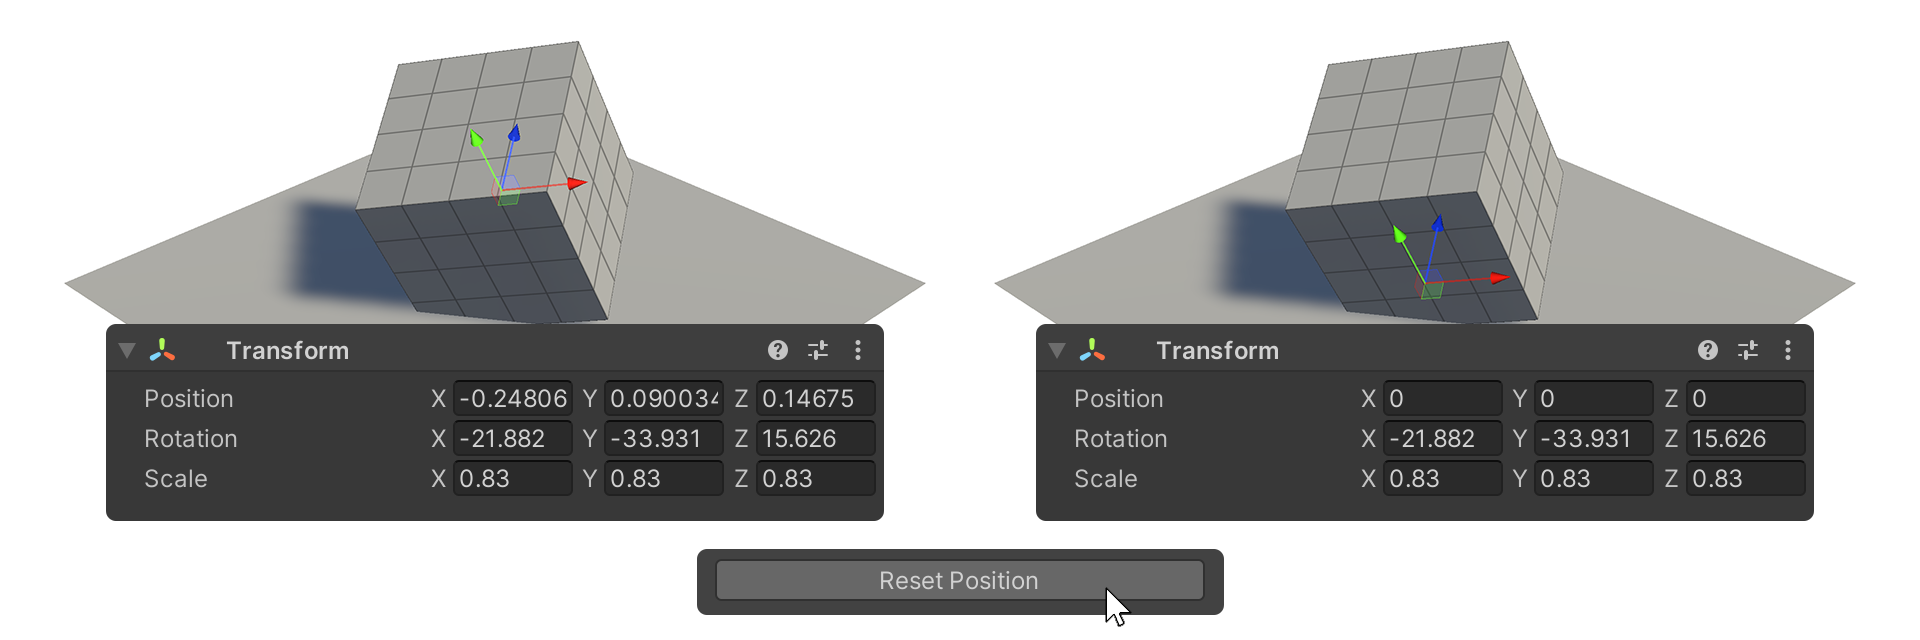 Transform
Position X -0.24806 Y 0.090034 Z 0.14675
Rotation X -21.882 Y -33.931 Z 15.626
Scale X 0.83 Y 0.83 Z 0.83
Transform
Position X 0 Y 0 Z 0
Rotation X -21.882 Y -33.931 Z 15.626
Scale X 0.83 Y 0.83 Z 0.83
Reset Position